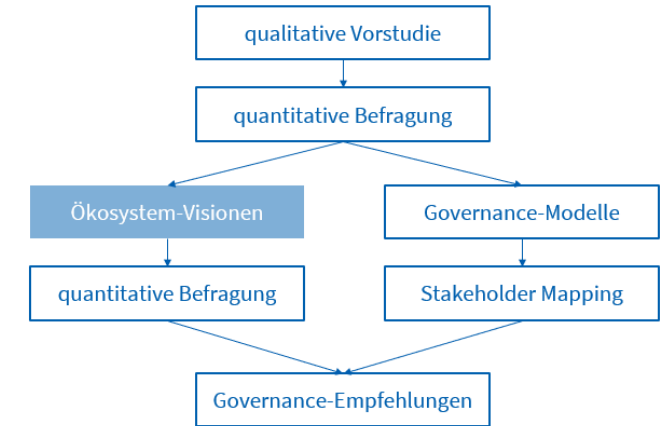 qualitative Vorstudie
quantitative Befragung
Ökosystem-Visionen
Governance-Modelle
quantitative Befragung
Stakeholder Mapping
Governance-Empfehlungen